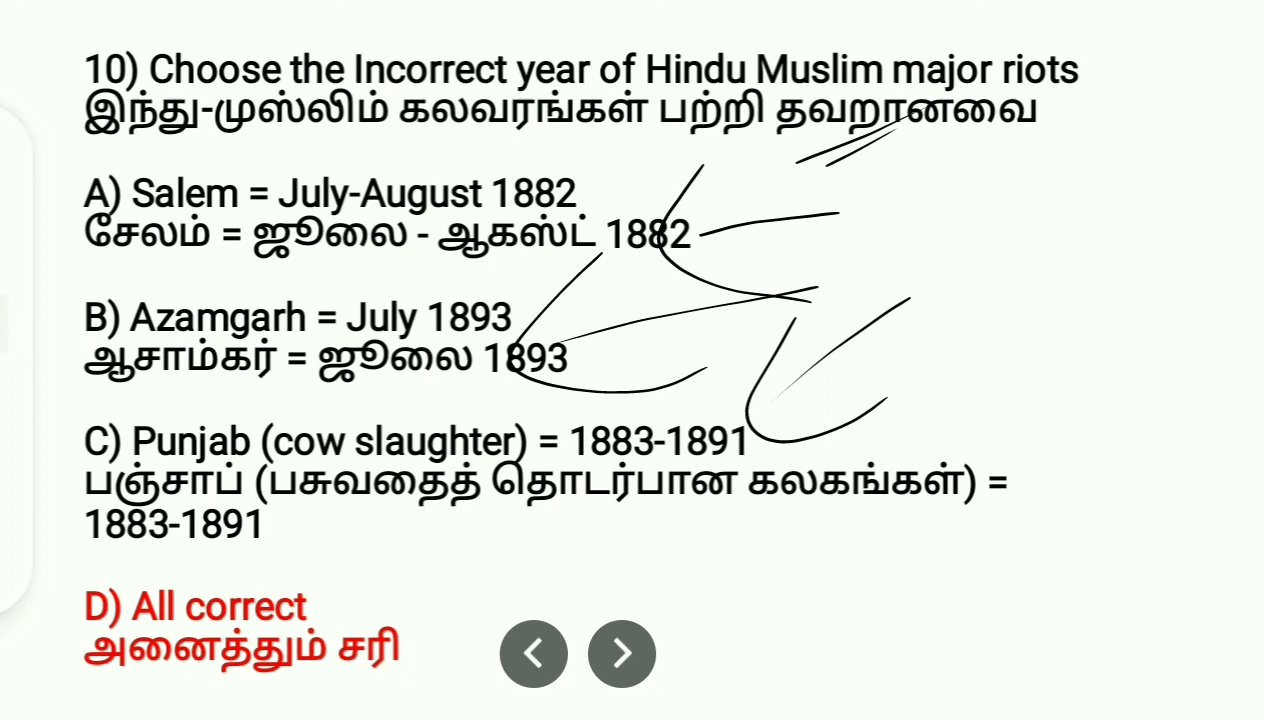 10) Choose the Incorrect year of Hindu Muslim major riots
இந்து-முஸ்லிம் கலவரங்கள் பற்றி தவறானவை
A) Salem = July-August 1882
சேலம் = ஜூலை - ஆகஸ்ட் 1882
B) Azamgarh = July 1893
ஆசாம்கர் = ஜூலை 1893
C) Punjab (cow slaughter) = 1883-1891
பஞ்சாப் (பசுவதைத் தொடர்பான கலகங்கள்) =
1883-1891
D) All correct
அனைத்தும் சரி